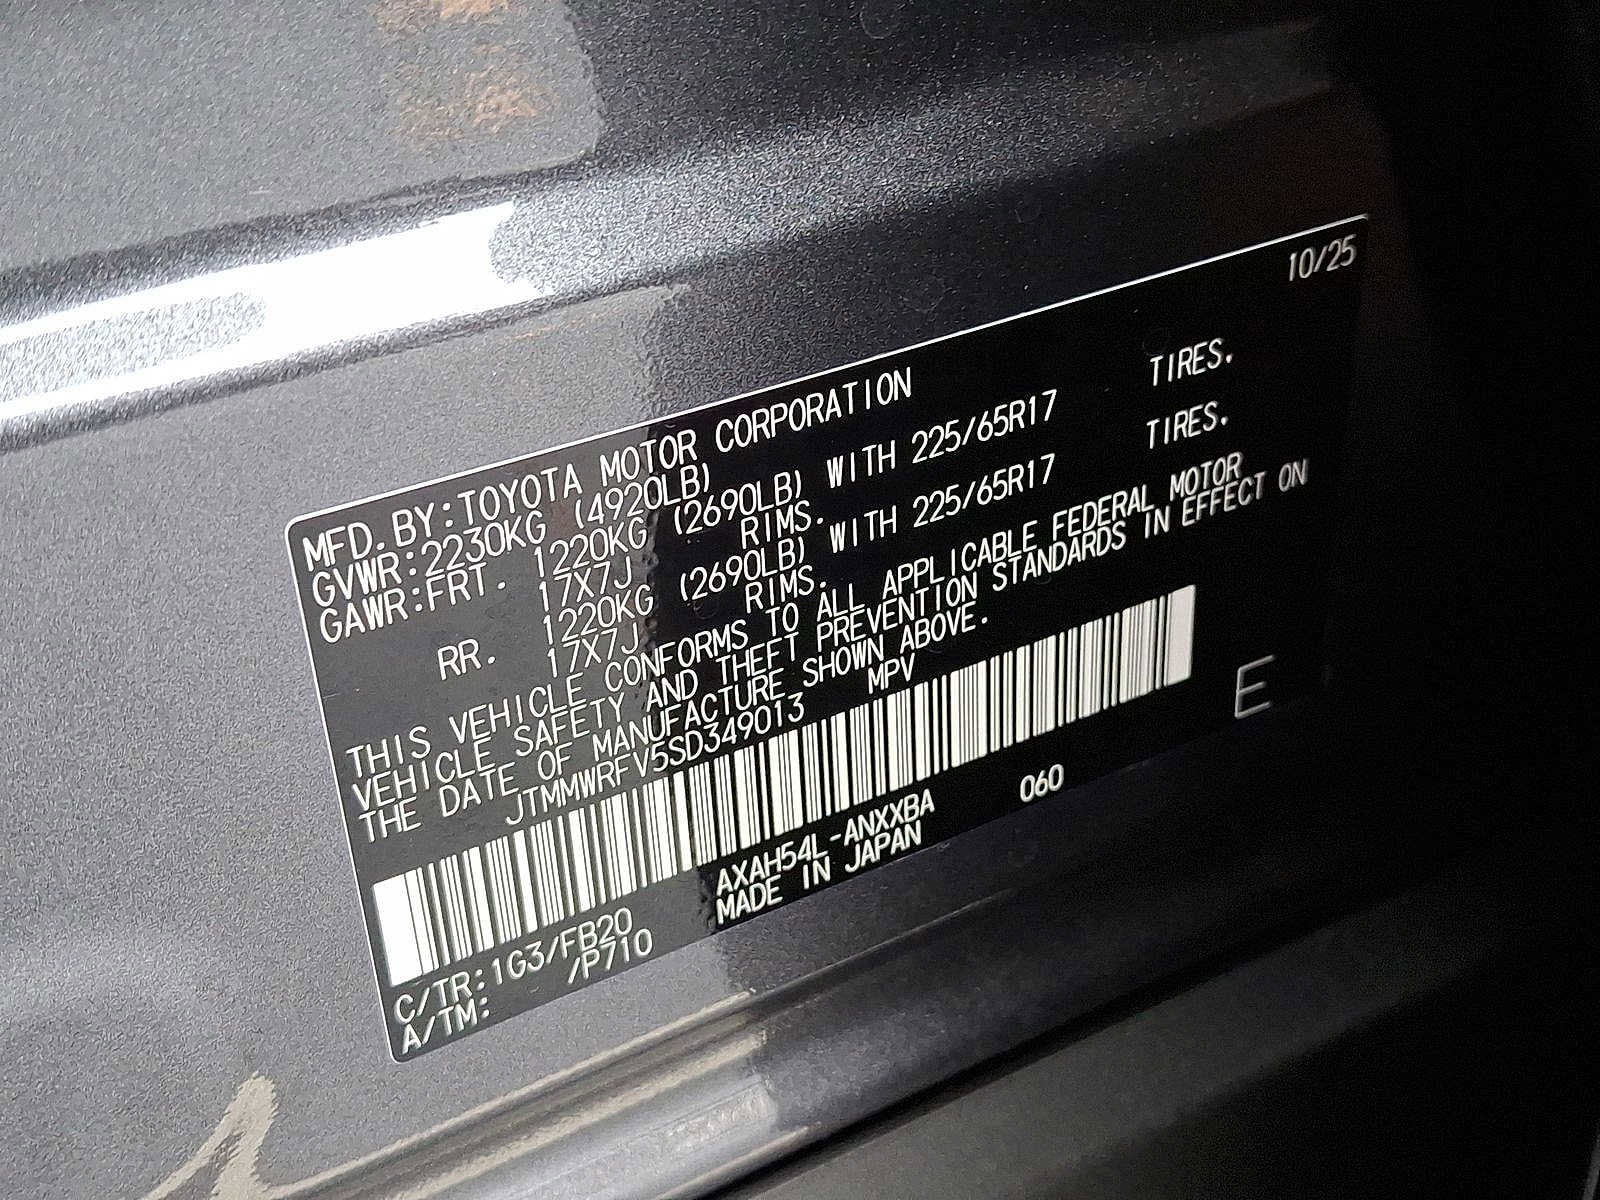 10/25
MFD. BY: TOYOTA MOTOR CORPORATION
GVWR: 2230KG (4920LB)
GAWR: FRT. 1220KG (2690LB) WITH 225/65R17 TIRES.
17X7J RIMS.
RR. 1220KG (2690LB) WITH 225/65R17 TIRES.
17X7J RIMS.
THIS VEHICLE CONFORMS TO ALL APPLICABLE FEDERAL MOTOR
VEHICLE SAFETY AND THEFT PREVENTION STANDARDS IN EFFECT ON
THE DATE OF MANUFACTURE SHOWN ABOVE.
JTMMWRFV5SD349013 MPV
E
C/TR: 1G3/FB20 AXAH54L-ANXXBA 060
A/TM: /P710 MADE IN JAPAN